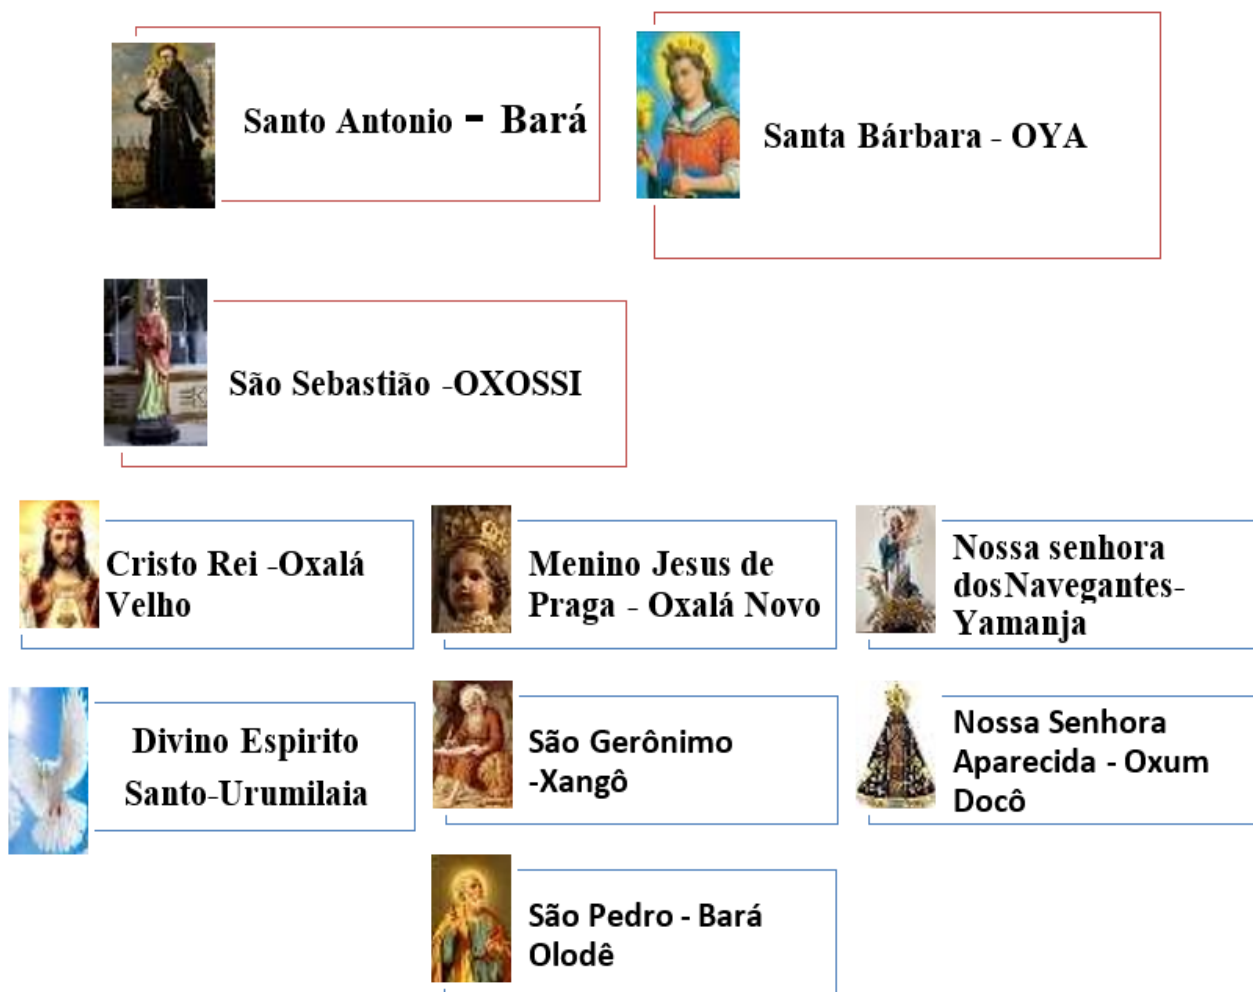 Santo Antonio - Bará
Santa Bárbara - OYA
São Sebastião -OXOSSI
Cristo Rei -Oxalá
Velho
Menino Jesus de
Praga - Oxalá Novo
Nossa senhora
dosNavegantes-
Yamanja
Divino Espirito
Santo-Urumilaia
São Gerônimo
-Xangô
Nossa Senhora
Aparecida - Oxum
Docô
São Pedro - Bará
Olodê